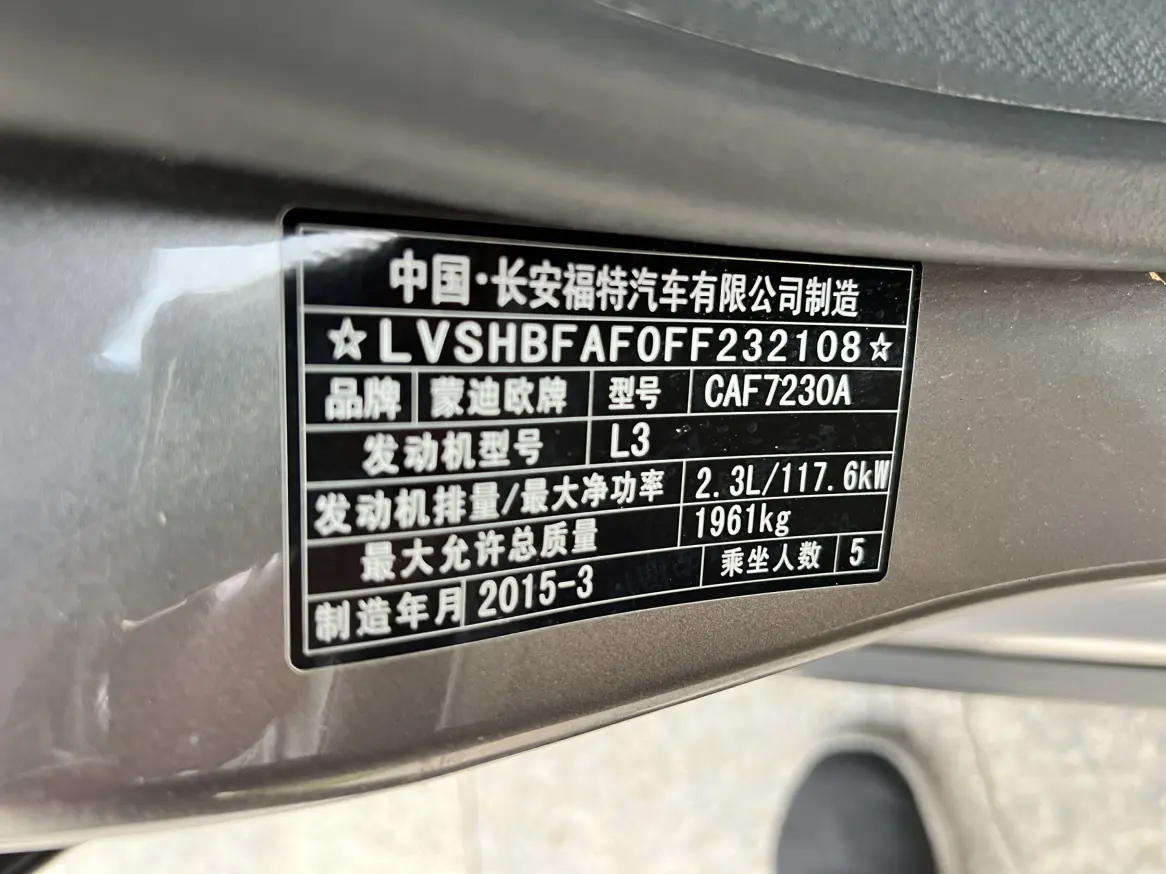 中国·长安福特汽车有限公司制造
☆LVSHBFAF0FF232108☆
品牌 蒙迪欧牌 型号 CAF7230A
发动机型号 L3
发动机排量/最大净功率 2.3L/117.6kW
最大允许总质量 1961kg
制造年月 2015-3 乘坐人数 5